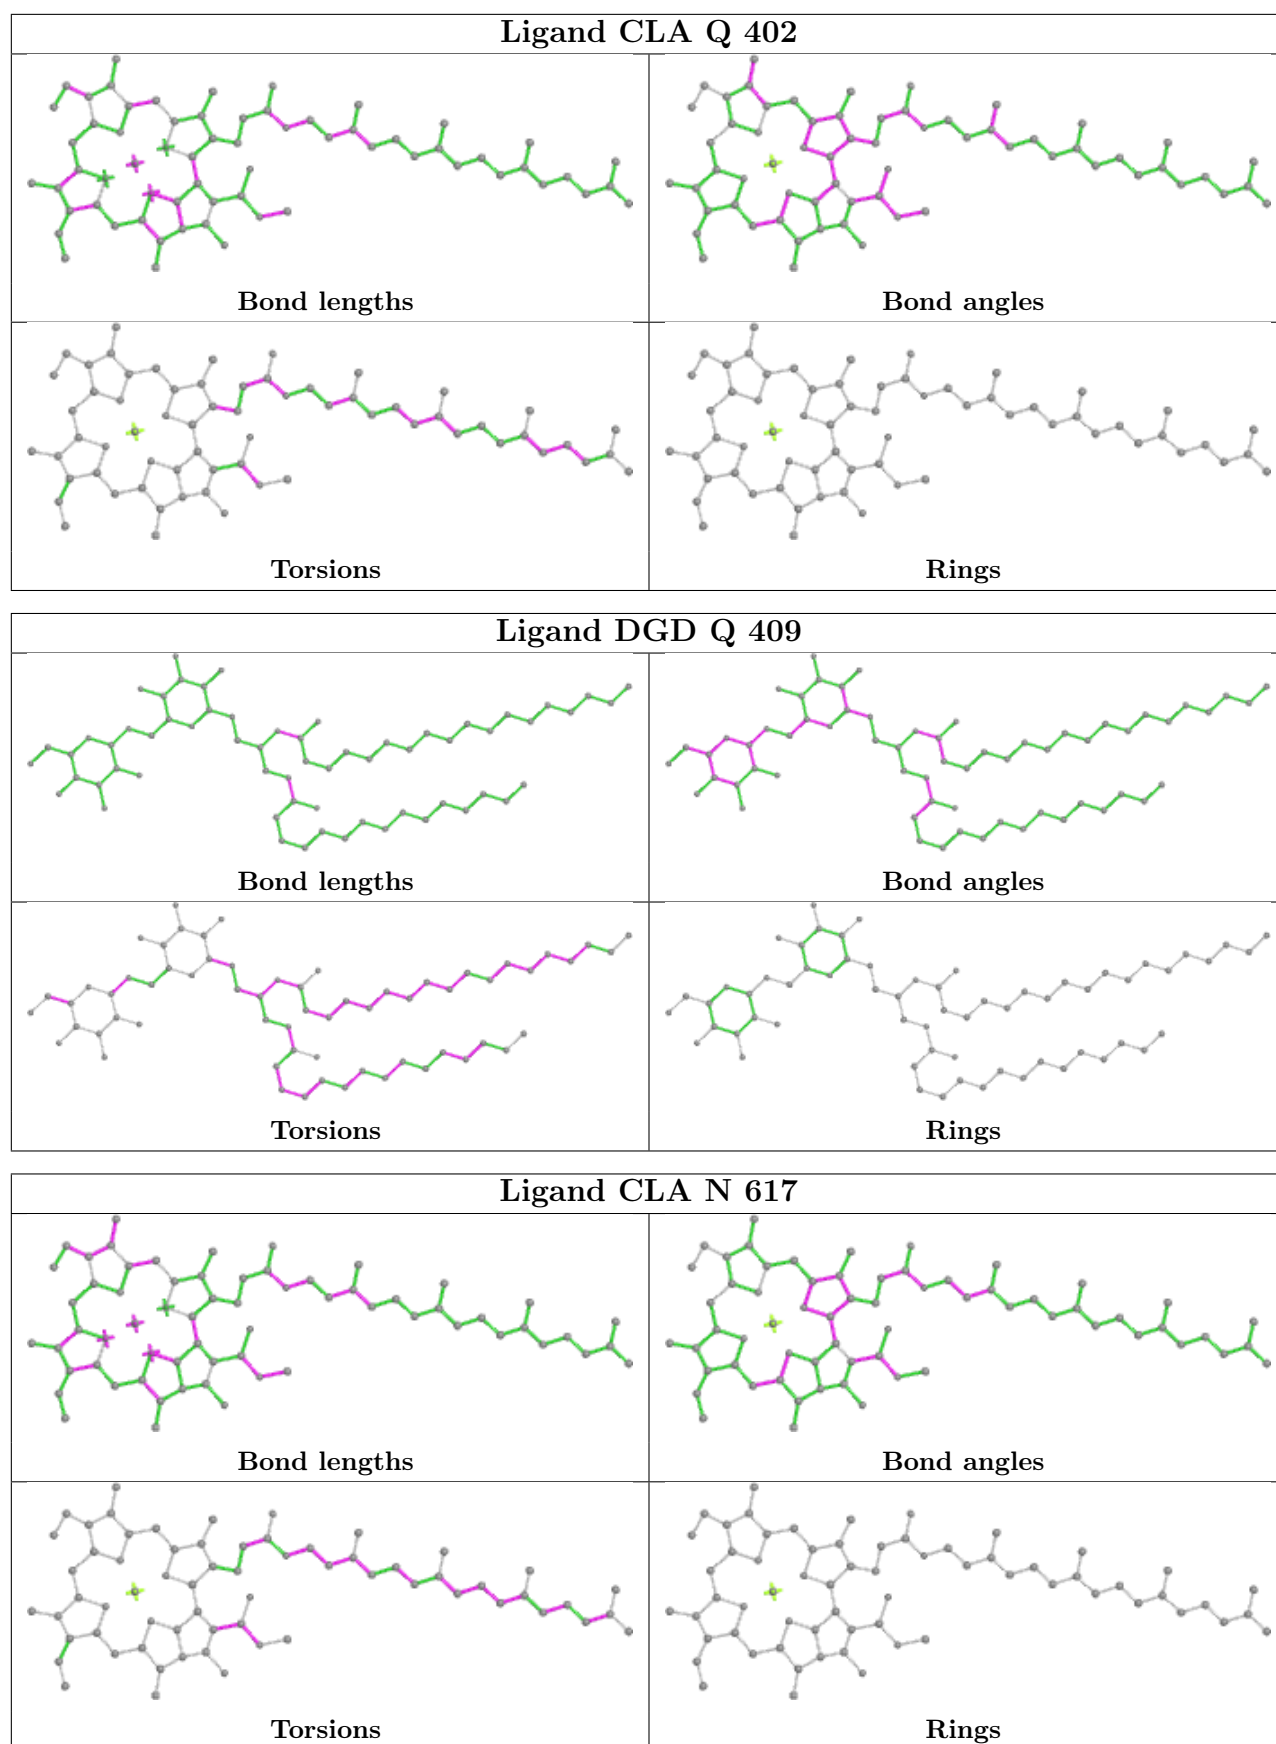 Ligand CLA Q 402
Bond lengths
Bond angles
Torsions
Rings
Ligand DGD Q 409
Bond lengths
Bond angles
Torsions
Rings
Ligand CLA N 617
Bond lengths
Bond angles
Torsions
Rings